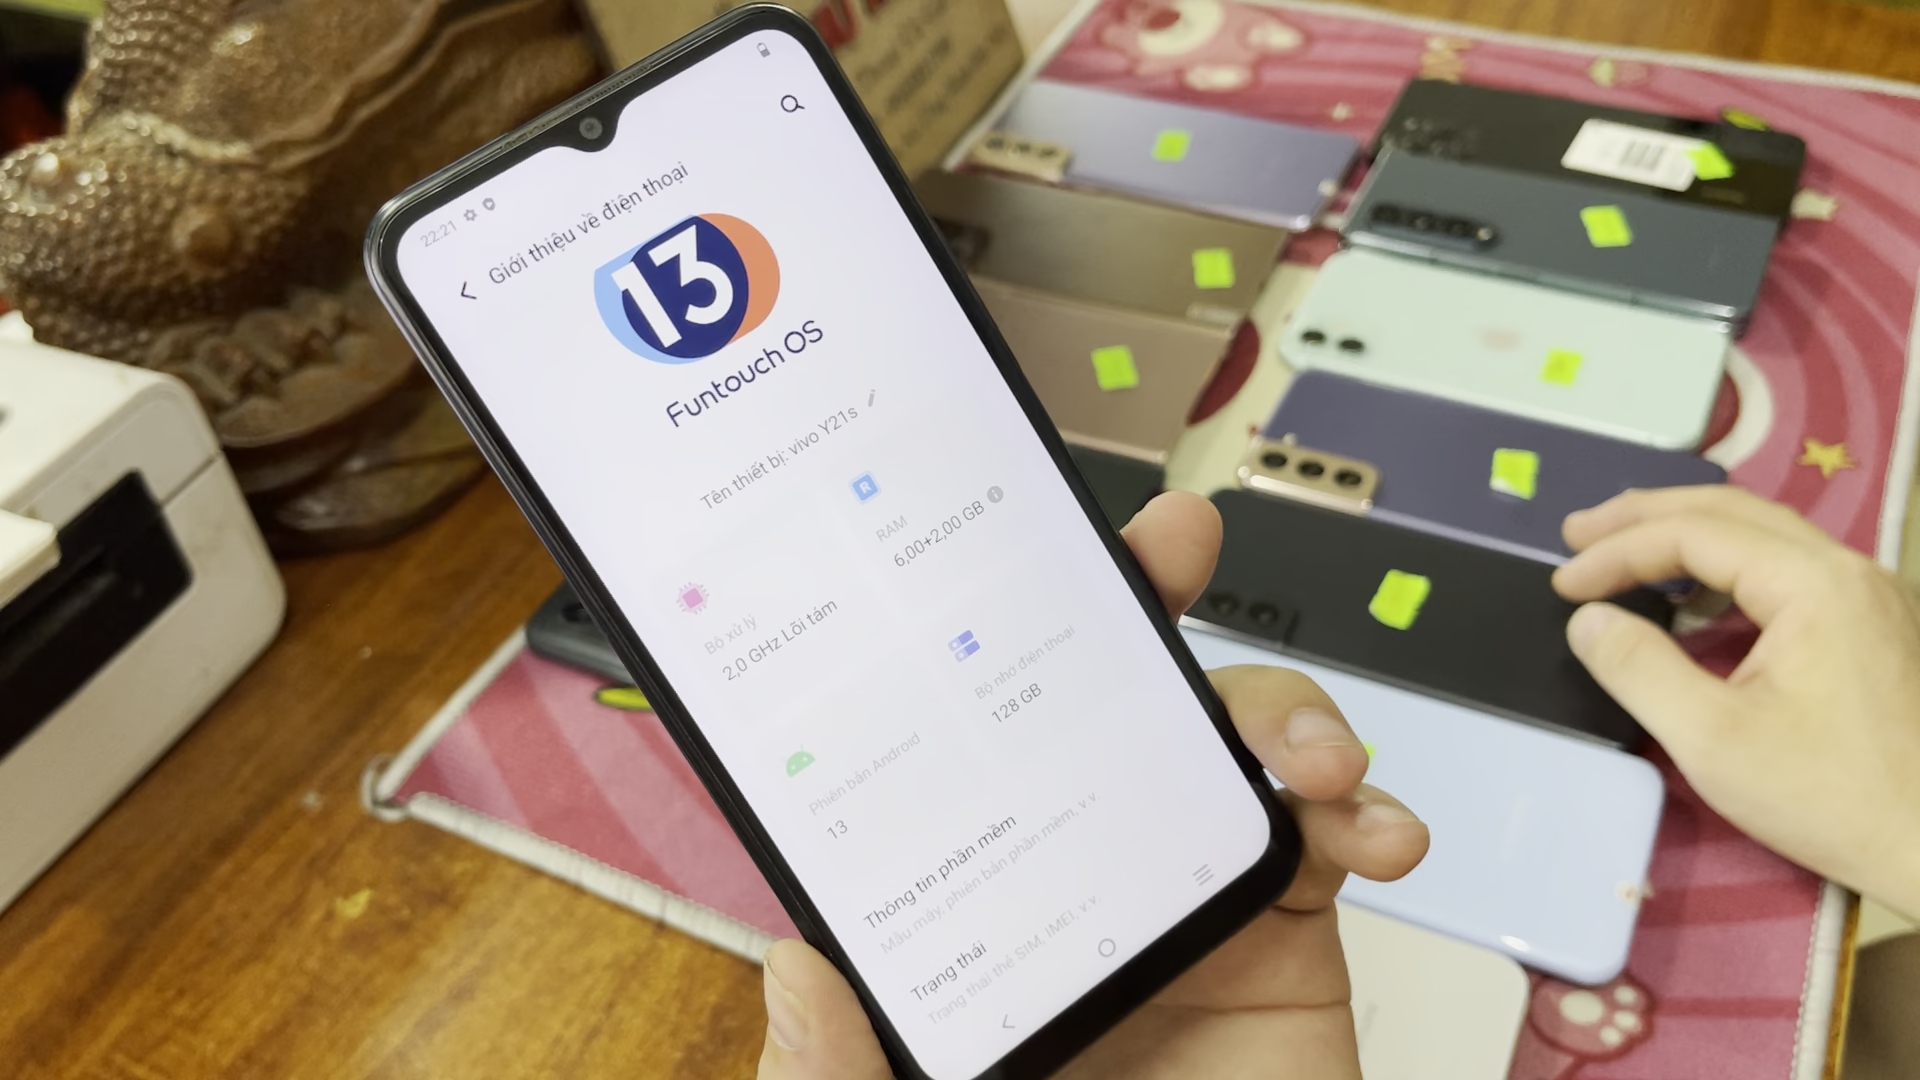 22:21
Giới thiệu về điện thoại
13
Funtouch OS
Tên thiết bị: vivo Y21s
R
Bộ xử lý
2,0 GHz Lõi tám
RAM
6,00+2,00 GB
Phiên bản Android
13
Bộ nhớ điện thoại
128 GB
Thông tin phần mềm
Mẫu máy, phiên bản phần mềm, v.v.
Trạng thái
Trạng thái thẻ SIM, IMEI, v.v.